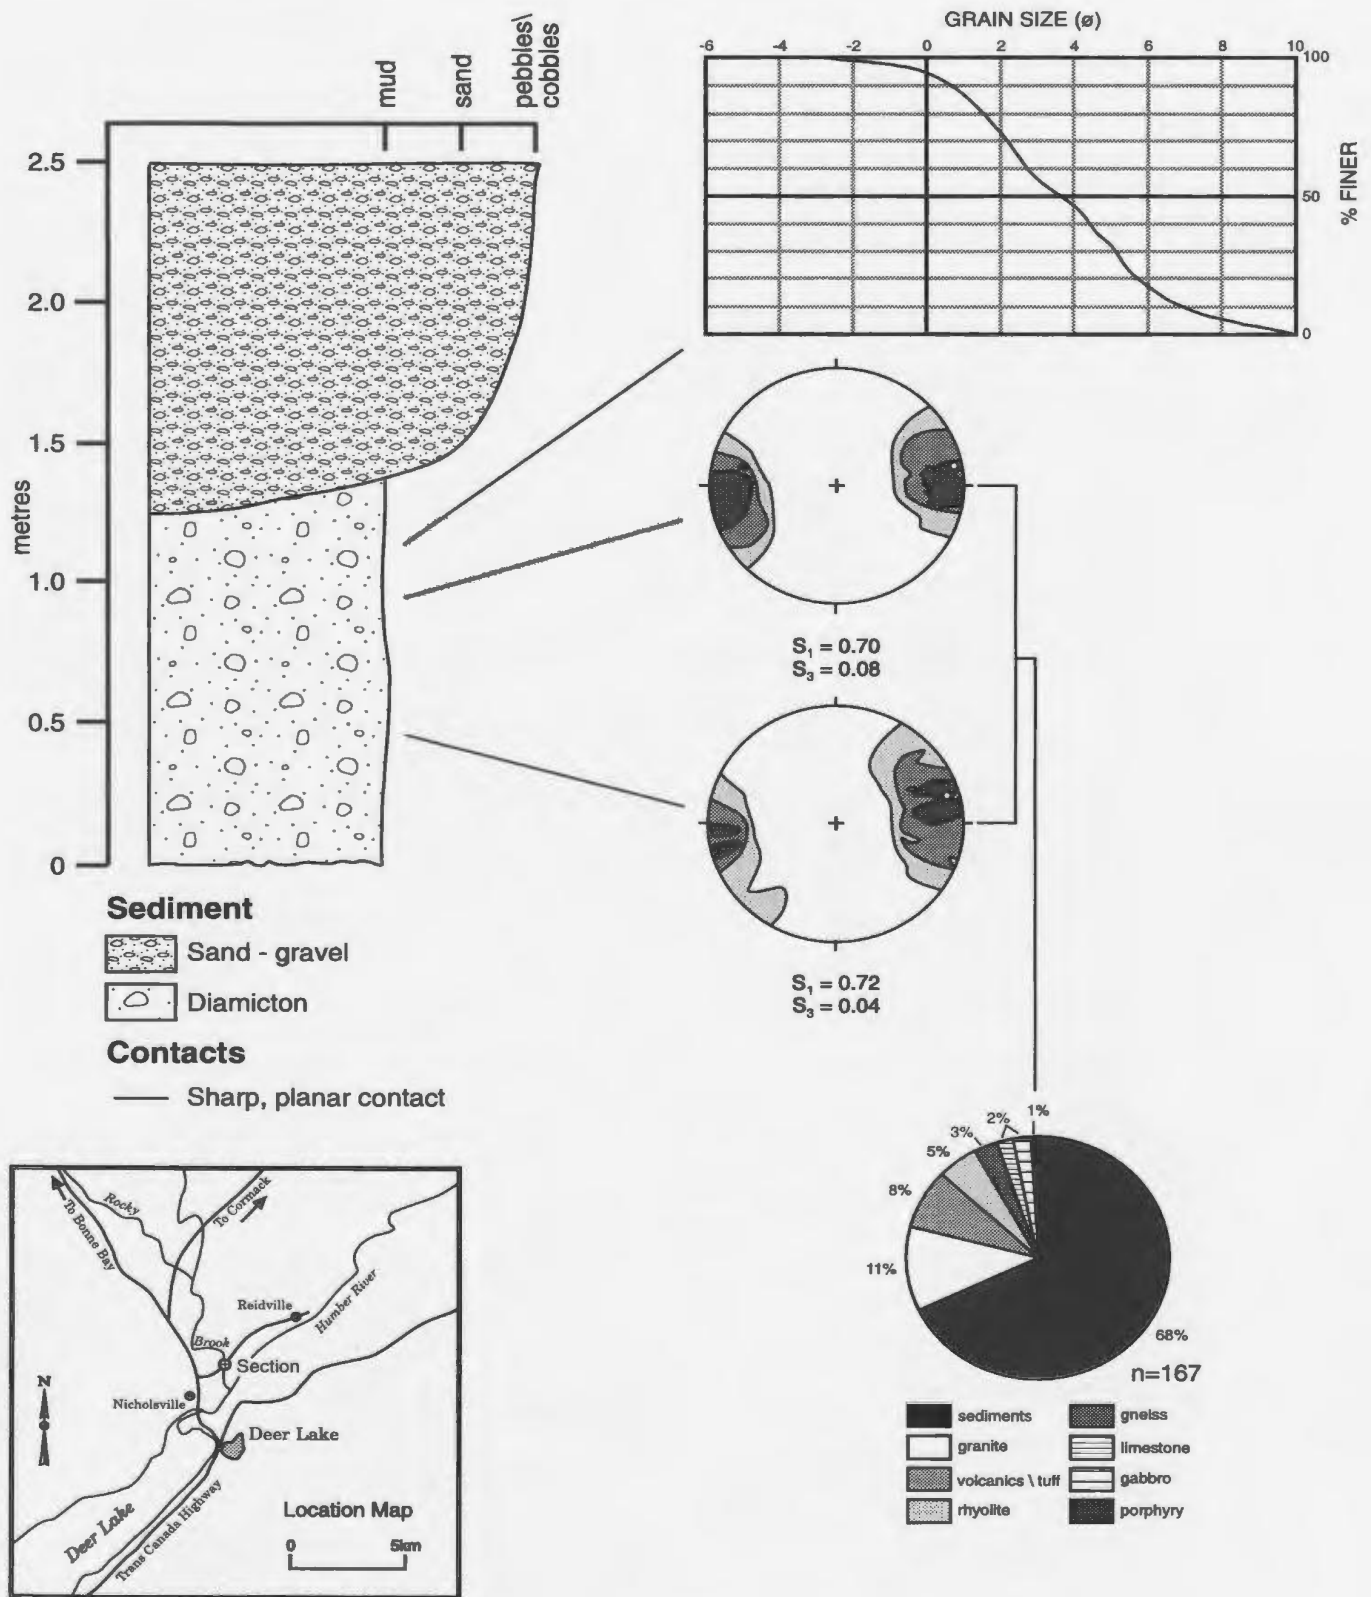 mud
sand
pebbles\
cobbles
2.5
2.0
1.5
1.0
0.5
0
metres
GRAIN SIZE (ø)
-6 -4 -2 0 2 4 6 8 10
100
50
0
% FINER
S₁ = 0.70
S₃ = 0.08
S₁ = 0.72
S₃ = 0.04
Sediment
Sand - gravel
Diamicton
Contacts
Sharp, planar contact
1%
2%
3%
5%
8%
11%
68%
n=167
sediments
granite
volcanics \ tuff
rhyolite
gneiss
limestone
gabbro
porphyry
To Bonne Bay
Rocky
To Cormack
Reidville
Humber River
Brook
Section
N
Nicholsville
Deer Lake
Deer Lake
Trans Canada Highway
Location Map
0 5km